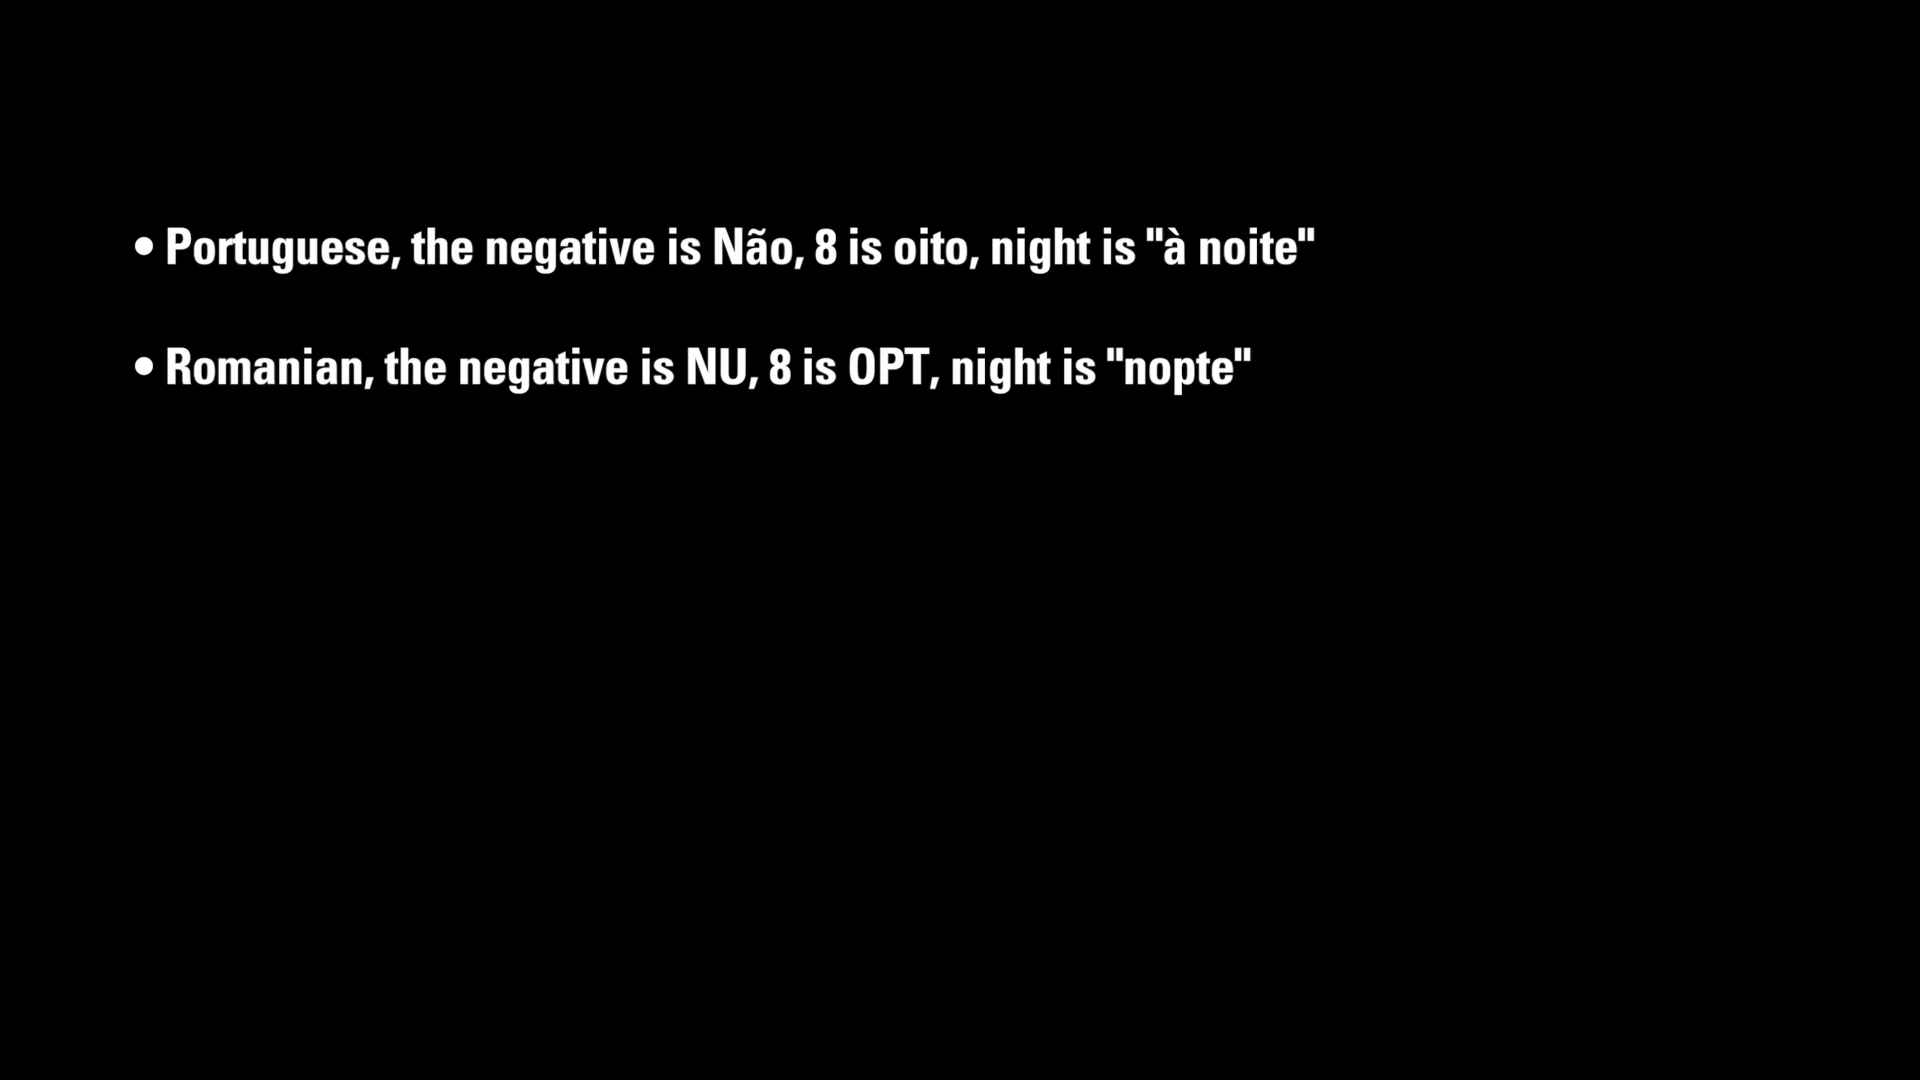 • Portuguese, the negative is Não, 8 is oito, night is "à noite"
• Romanian, the negative is NU, 8 is OPT, night is "nopte"